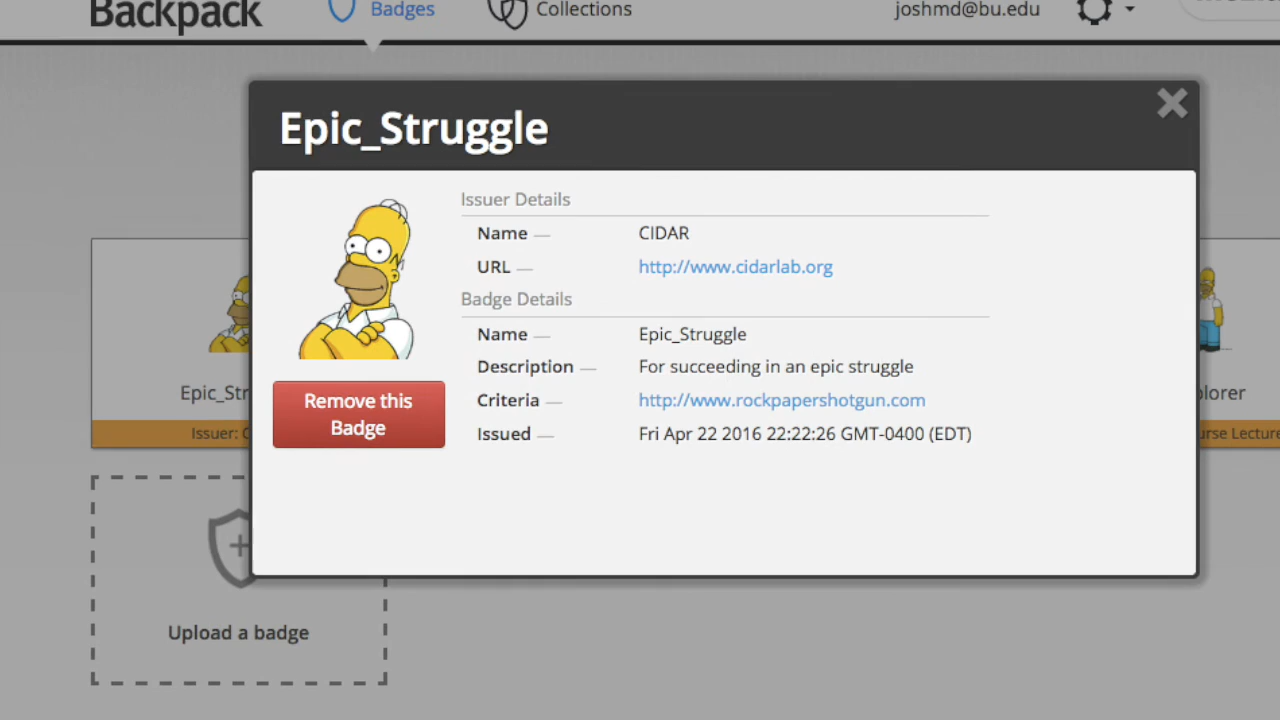 Backpack
Badges
Collections
joshmd@bu.edu
Epic_Struggle
Issuer Details
Name — CIDAR
URL — http://www.cidarlab.org
Badge Details
Name — Epic_Struggle
Description — For succeeding in an epic struggle
Criteria — http://www.rockpapershotgun.com
Issued — Fri Apr 22 2016 22:22:26 GMT-0400 (EDT)
Remove this
Badge
Epic_Str
Issuer: C
plorer
urse Lecture
Upload a badge